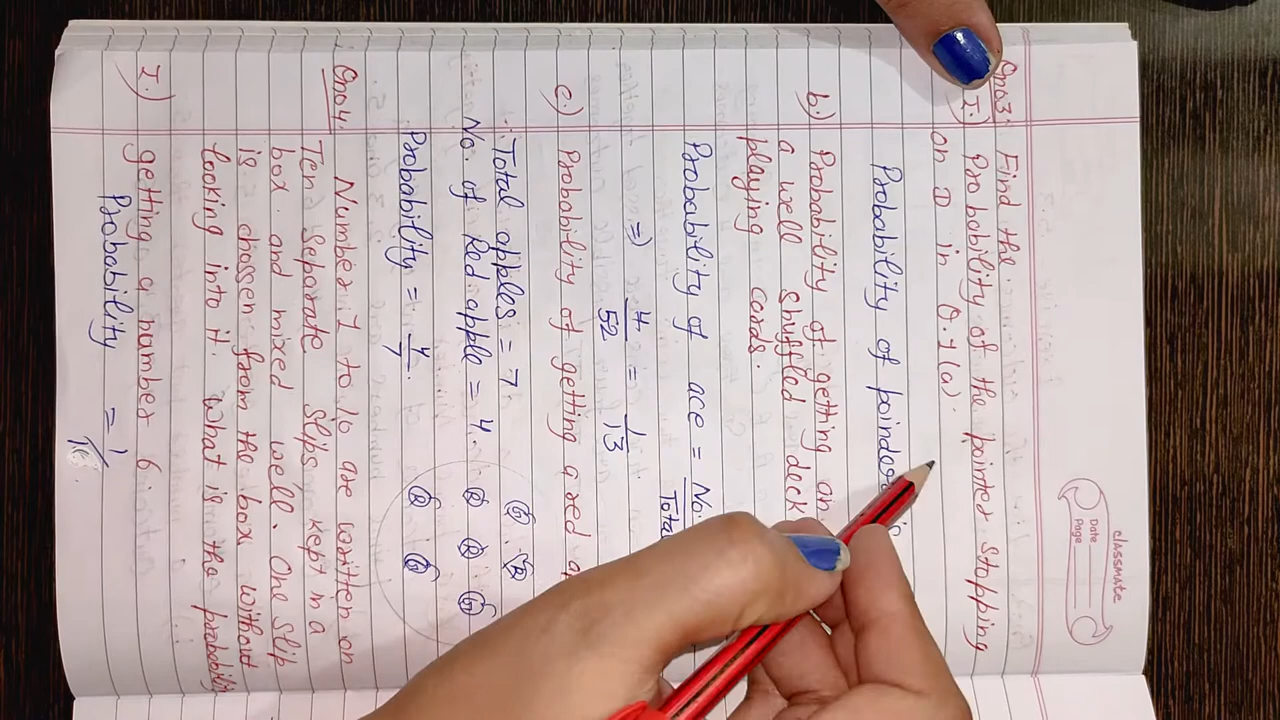 classmate
Date
Page
Qno3. Find the
I.) Probability of the pointer stopping
on D in Q.1(a).
Probability of poinder
b.) Probability of getting an
a well shuffled deck
playing cards.
Probability of ace = No.
Total
=) 4/52 = 1/13
c.) Probability of getting a red
Total apples = 7.
No. of Red apple = 4.
Probability = 4/7.
G R
R R G
R G
Qno4. Number 1 to 10 are written on
Ten separate slips, kept in a
box. and mixed well. One slip
is chossen from the box without
looking into it. what is the probability
I.) getting a number 6.
Probability = 1/10